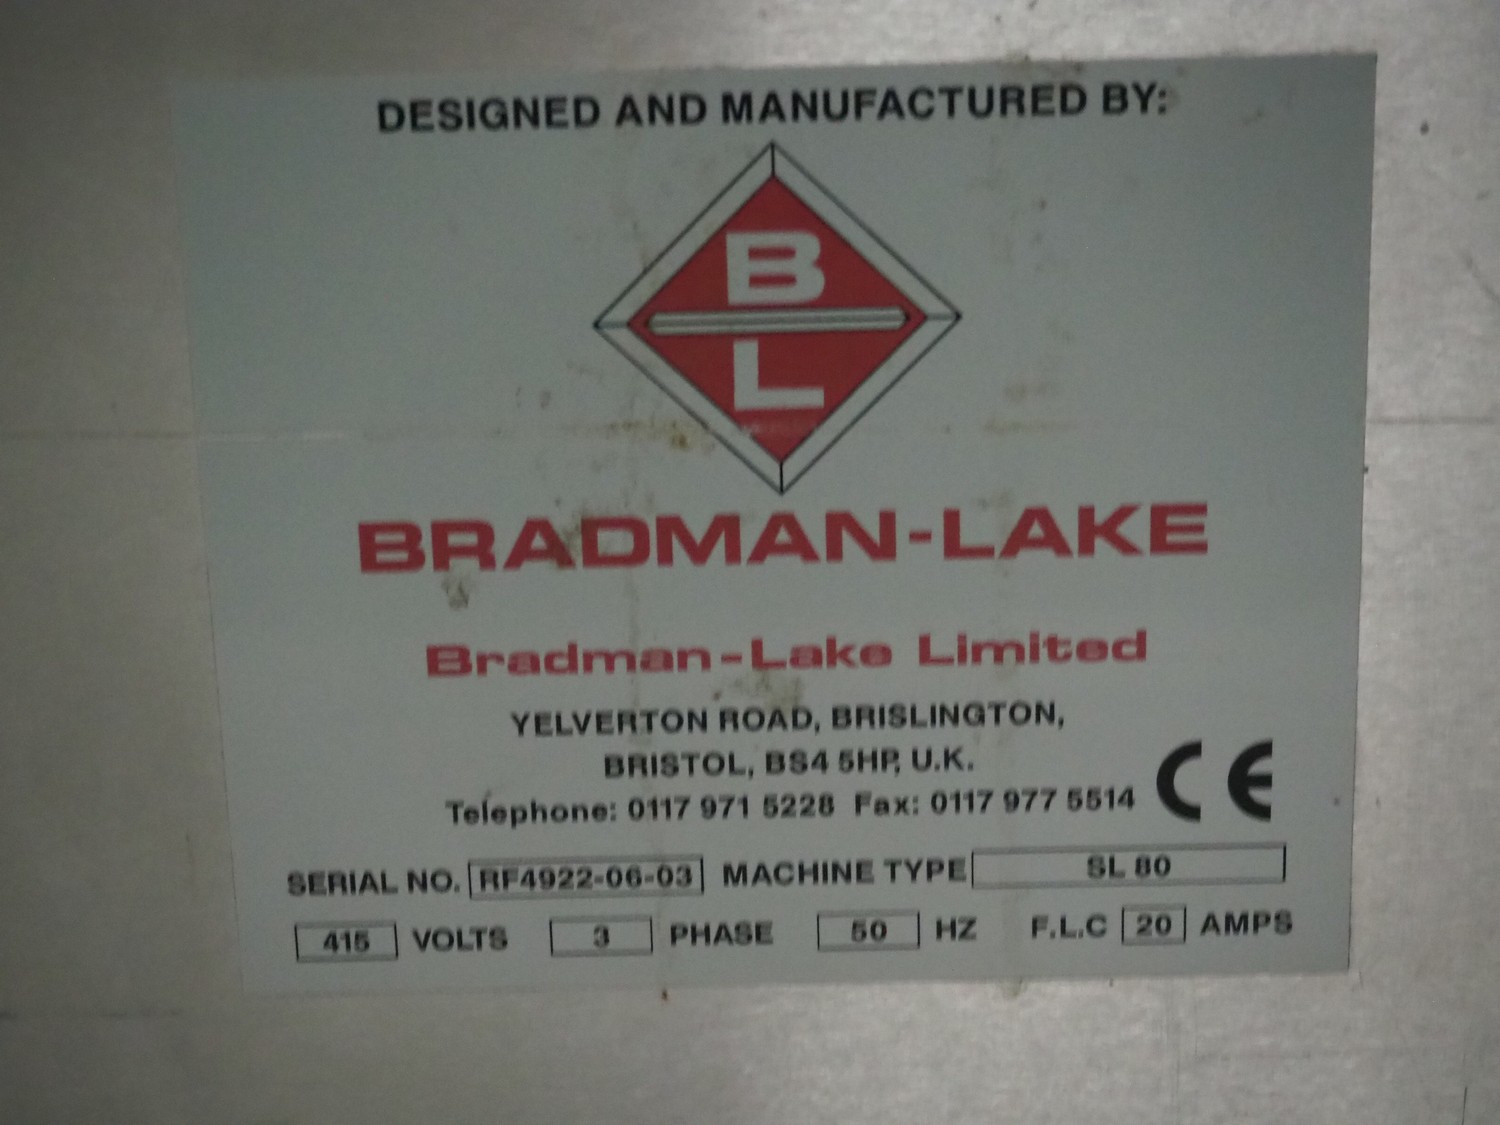 DESIGNED AND MANUFACTURED BY:
B
L
BRADMAN-LAKE
Bradman-Lake Limited
YELVERTON ROAD, BRISLINGTON,
BRISTOL, BS4 5HP, U.K.
Telephone: 0117 971 5228 Fax: 0117 977 5514 CE
SERIAL NO. RF4922-06-03 MACHINE TYPE SL 80
415 VOLTS 3 PHASE 50 HZ F.L.C 20 AMPS